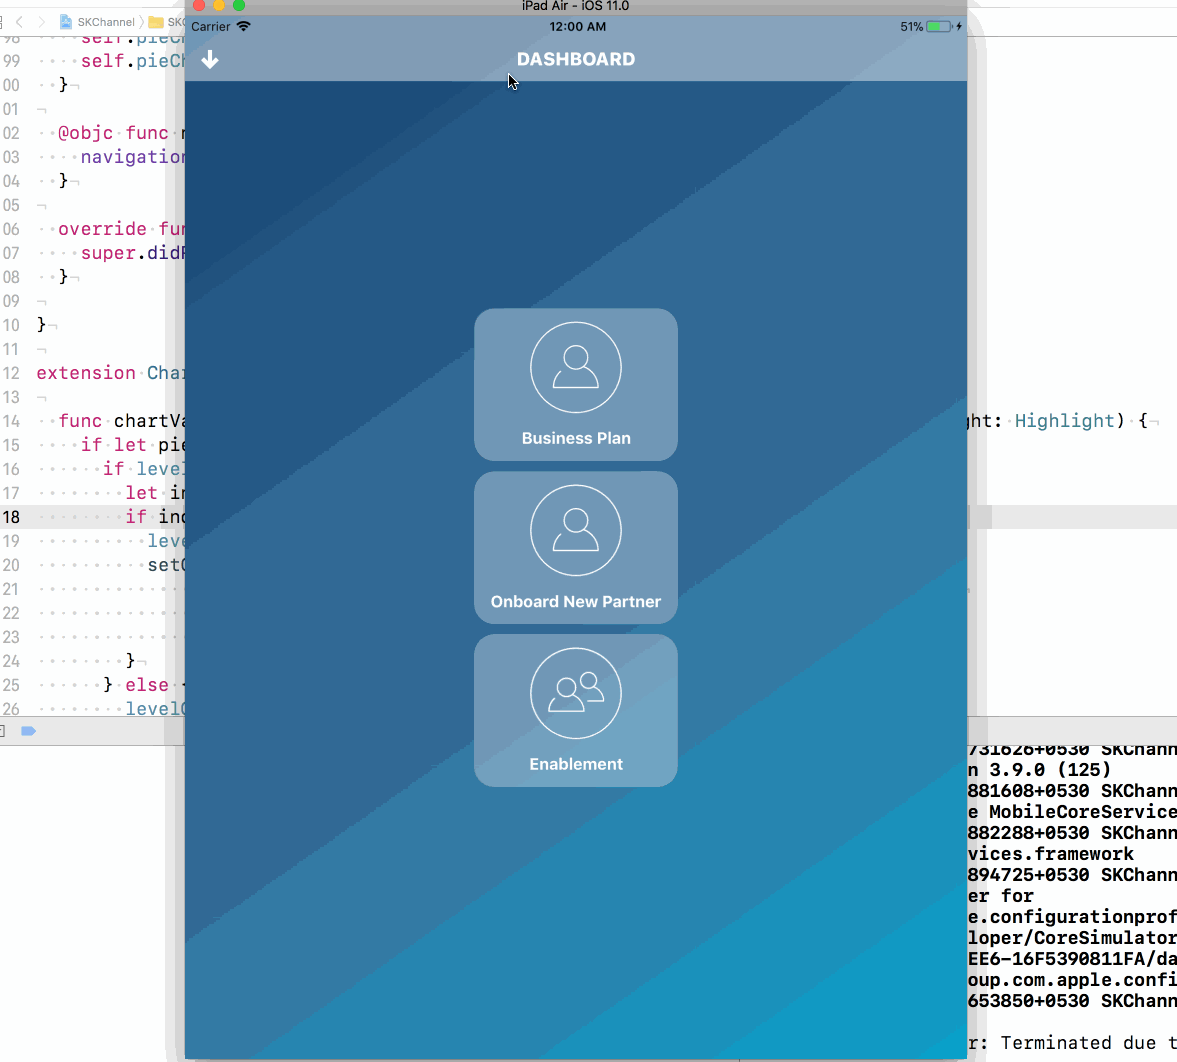 iPad Air - iOS 11.0
SKChannel
Carrier 12:00 AM 51%
DASHBOARD
Business Plan
Onboard New Partner
Enablement
98 self.pieCh
99 self.pieCh
00 }
01
02 @objc func
03 navigation
04 }
05
06 override fun
07 super.didR
08 }
09
10 }
11
12 extension Char
13
14 func chartVa ght: Highlight) {
15 if let pie
16 if level
17 let in
18 if ind
19 leve
20 setC
21
22
23
24 }
25 } else {
26 levelC
731626+0530 SKChann
n 3.9.0 (125)
881608+0530 SKChann
e MobileCoreService
882288+0530 SKChann
vices.framework
894725+0530 SKChann
er for
e.configurationprof
loper/CoreSimulator
EE6-16F5390811FA/da
oup.com.apple.confi
653850+0530 SKChann
r: Terminated due t